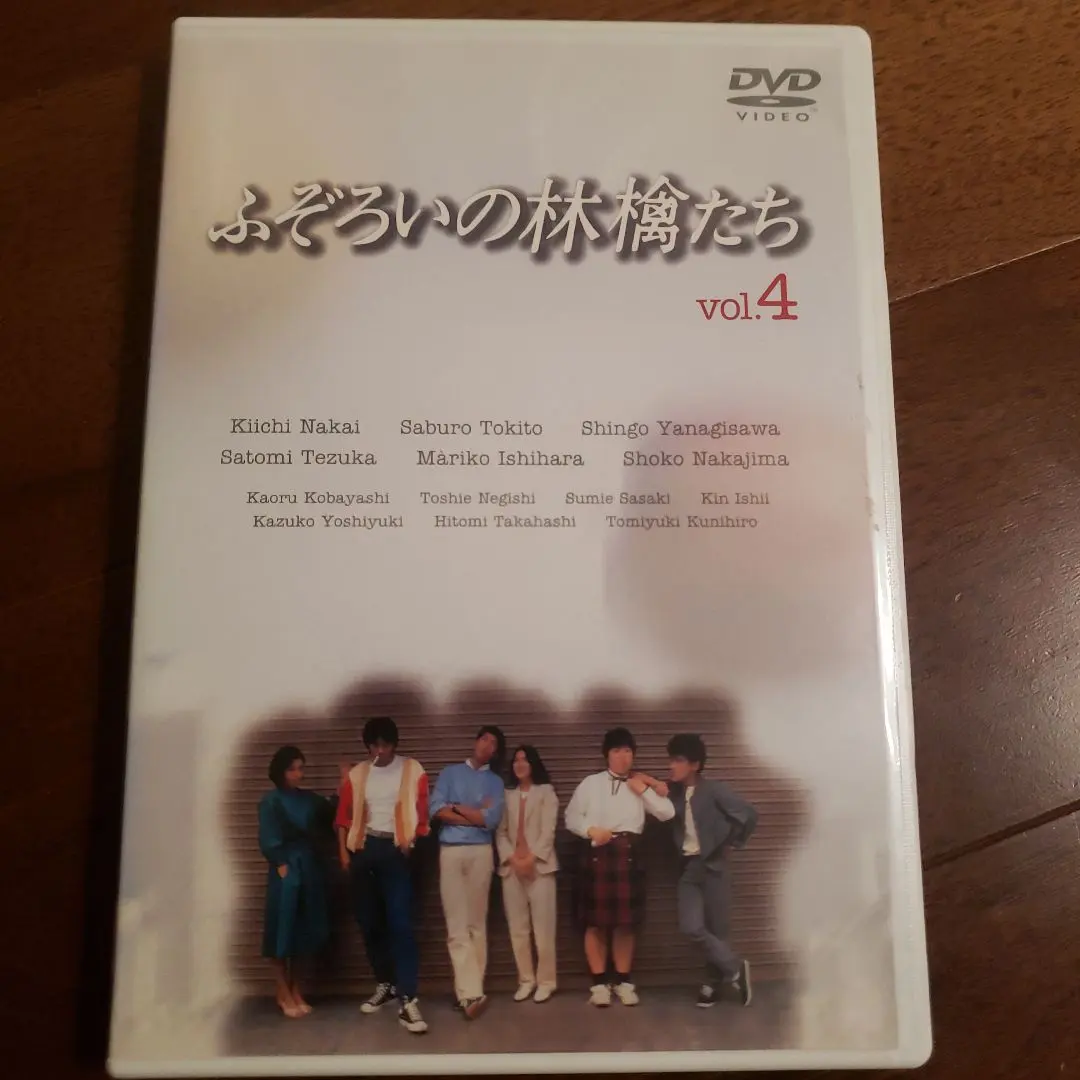 DVD
VIDEO
ふぞろいの林檎たち
vol.4
Kiichi Nakai Saburo Tokito Shingo Yanagisawa
Satomi Tezuka Màriko Ishihara Shoko Nakajima
Kaoru Kobayashi Toshie Negishi Sumie Sasaki Kin Ishii
Kazuko Yoshiyuki Hitomi Takahashi Tomiyuki Kunihiro